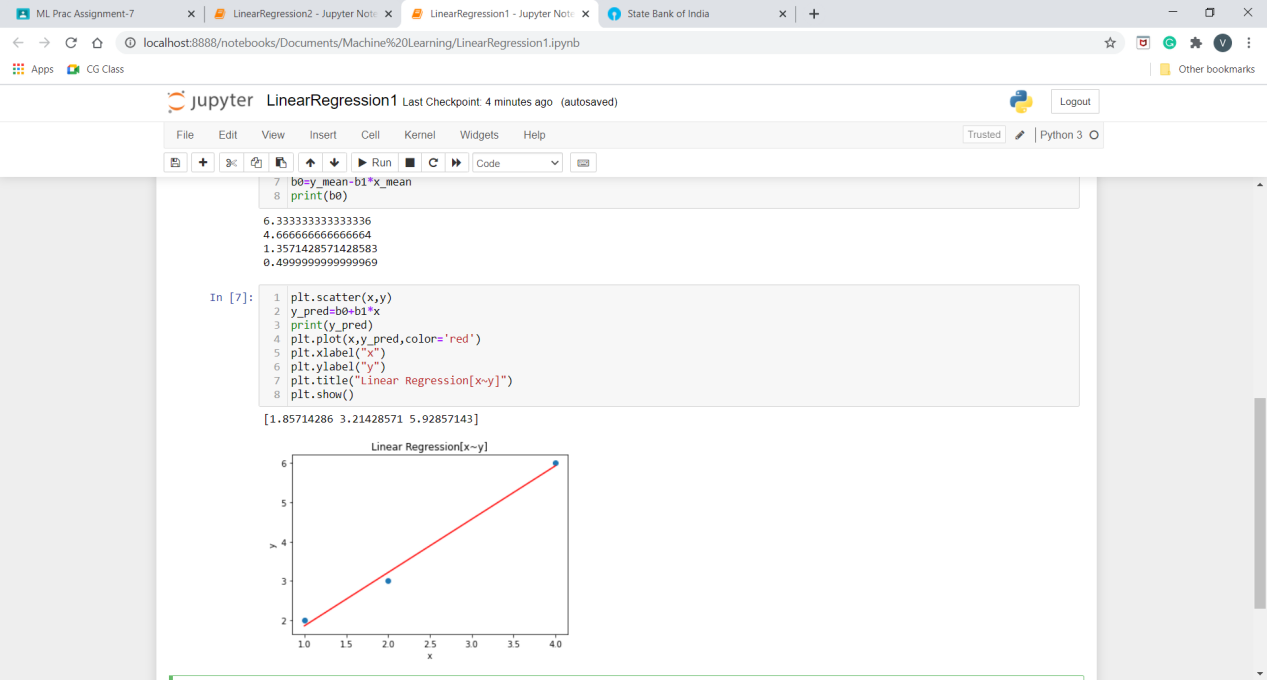 ML Prac Assignment-7
LinearRegression2 - Jupyter Note
LinearRegression1 - Jupyter Note
State Bank of India
localhost:8888/notebooks/Documents/Machine%20Learning/LinearRegression1.ipynb
V
Apps
CG Class
Other bookmarks
jupyter LinearRegression1 Last Checkpoint: 4 minutes ago (autosaved)
Logout
File Edit View Insert Cell Kernel Widgets Help
Trusted
Python 3
Run
Code
7 b0=y_mean-b1*x_mean
8 print(b0)
6.333333333333336
4.666666666666664
1.3571428571428583
0.4999999999999969
In [7]:
1 plt.scatter(x,y)
2 y_pred=b0+b1*x
3 print(y_pred)
4 plt.plot(x,y_pred,color='red')
5 plt.xlabel("x")
6 plt.ylabel("y")
7 plt.title("Linear Regression[x~y]")
8 plt.show()
[1.85714286 3.21428571 5.92857143]
Linear Regression[x~y]
6
5
4
3
2
y
1.0 1.5 2.0 2.5 3.0 3.5 4.0
x